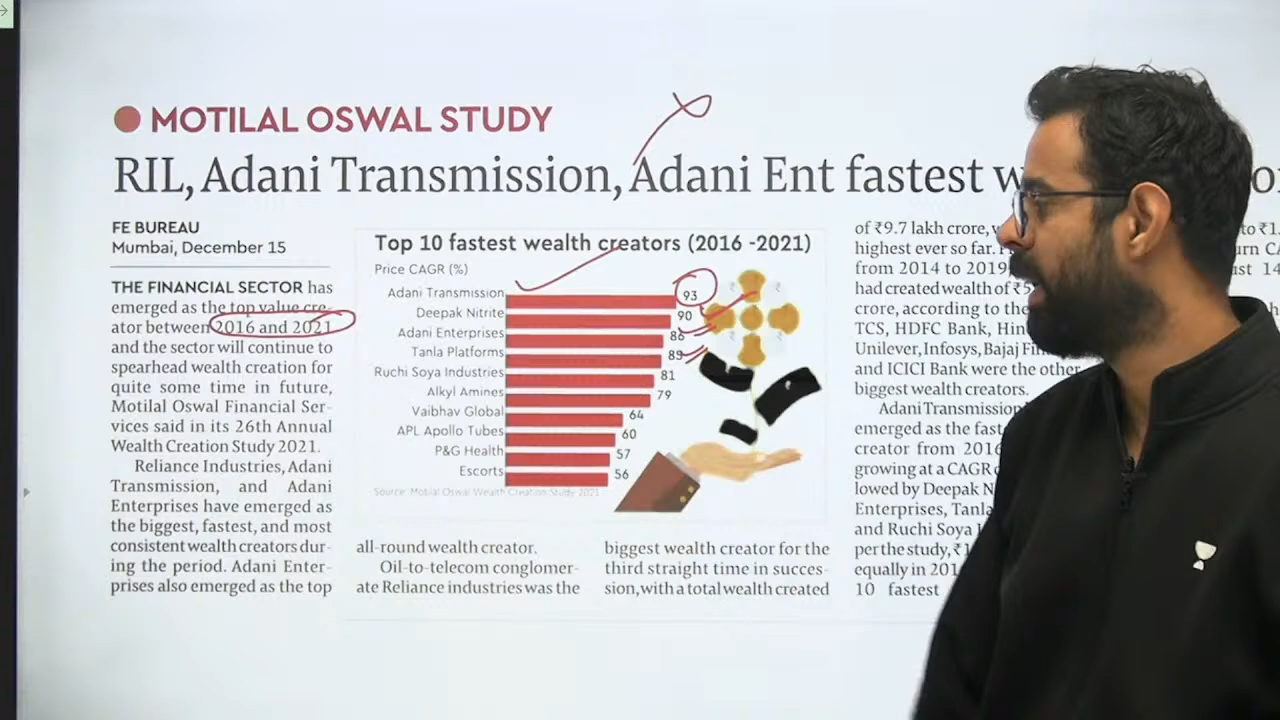 MOTILAL OSWAL STUDY
RIL, Adani Transmission, Adani Ent fastest
FE BUREAU
Mumbai, December 15
THE FINANCIAL SECTOR has
emerged as the top value cre-
ator between 2016 and 2021
and the sector will continue to
spearhead wealth creation for
quite some time in future,
Motilal Oswal Financial Ser-
vices said in its 26th Annual
Wealth Creation Study 2021.
Reliance Industries, Adani
Transmission, and Adani
Enterprises have emerged as
the biggest, fastest, and most
consistent wealth creators dur-
ing the period. Adani Enter-
prises also emerged as the top
Top 10 fastest wealth creators (2016 -2021)
Price CAGR (%)
Adani Transmission 93
Deepak Nitrite 90
Adani Enterprises 86
Tanla Platforms 85
Ruchi Soya Industries 81
Alkyl Amines 79
Vaibhav Global 64
APL Apollo Tubes 60
P&G Health 57
Escorts 56
Source: Motilal Oswal Wealth Creation Study 2021
all-round wealth creator.
Oil-to-telecom conglomer-
ate Reliance industries was the
biggest wealth creator for the
third straight time in succes-
sion, with a total wealth created
of ₹9.7 lakh crore,
highest ever so far.
from 2014 to 2019
had created wealth of ₹5
crore, according to the
TCS, HDFC Bank,
Unilever, Infosys, Bajaj
and ICICI Bank were the other
biggest wealth creators.
Adani Transmission
emerged as the
creator from 2016
growing at a CAGR
lowed by Deepak
Enterprises, Tanla
and Ruchi Soya
per the study, ₹1
equally in
10 fastest
to ₹1.
14